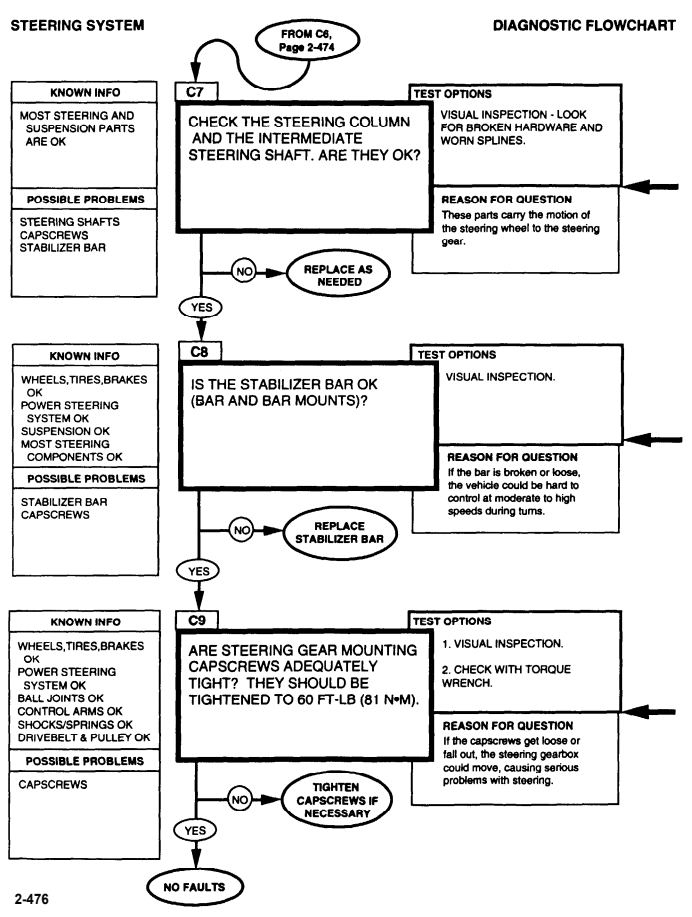 STEERING SYSTEM
DIAGNOSTIC FLOWCHART
FROM C6,
Page 2-474
KNOWN INFO
MOST STEERING AND
SUSPENSION PARTS
ARE OK
POSSIBLE PROBLEMS
STEERING SHAFTS
CAPSCREWS
STABILIZER BAR
C7
CHECK THE STEERING COLUMN
AND THE INTERMEDIATE
STEERING SHAFT. ARE THEY OK?
TEST OPTIONS
VISUAL INSPECTION - LOOK
FOR BROKEN HARDWARE AND
WORN SPLINES.
REASON FOR QUESTION
These parts carry the motion of
the steering wheel to the steering
gear.
NO
REPLACE AS
NEEDED
YES
KNOWN INFO
WHEELS,TIRES,BRAKES
OK
POWER STEERING
SYSTEM OK
SUSPENSION OK
MOST STEERING
COMPONENTS OK
POSSIBLE PROBLEMS
STABILIZER BAR
CAPSCREWS
C8
IS THE STABILIZER BAR OK
(BAR AND BAR MOUNTS)?
TEST OPTIONS
VISUAL INSPECTION.
REASON FOR QUESTION
If the bar is broken or loose,
the vehicle could be hard to
control at moderate to high
speeds during turns.
NO
REPLACE
STABILIZER BAR
YES
KNOWN INFO
WHEELS,TIRES,BRAKES
OK
POWER STEERING
SYSTEM OK
BALL JOINTS OK
CONTROL ARMS OK
SHOCKS/SPRINGS OK
DRIVEBELT & PULLEY OK
POSSIBLE PROBLEMS
CAPSCREWS
C9
ARE STEERING GEAR MOUNTING
CAPSCREWS ADEQUATELY
TIGHT? THEY SHOULD BE
TIGHTENED TO 60 FT-LB (81 N•M).
TEST OPTIONS
1. VISUAL INSPECTION.
2. CHECK WITH TORQUE
WRENCH.
REASON FOR QUESTION
If the capscrews get loose or
fall out, the steering gearbox
could move, causing serious
problems with steering.
NO
TIGHTEN
CAPSCREWS IF
NECESSARY
YES
NO FAULTS
2-476